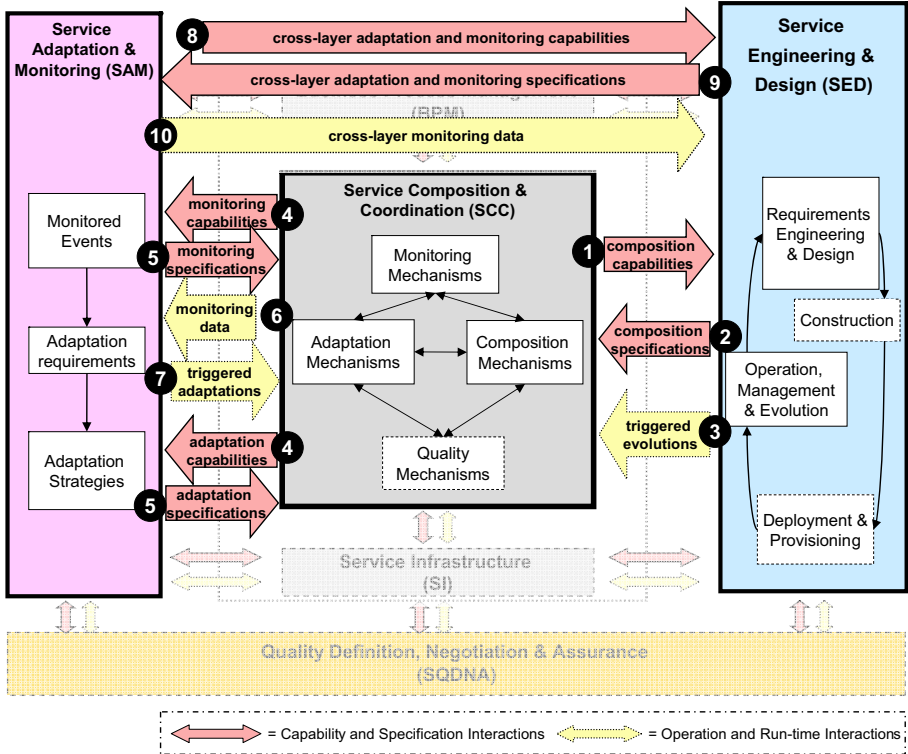 Service
Adaptation &
Monitoring (SAM)
8
cross-layer adaptation and monitoring capabilities
Service
Engineering &
Design (SED)
cross-layer adaptation and monitoring specifications
9
(BPM)
10
cross-layer monitoring data
monitoring
capabilities
4
Service Composition &
Coordination (SCC)
Monitored
Events
5
monitoring
specifications
Monitoring
Mechanisms
1
composition
capabilities
Requirements
Engineering
& Design
monitoring
data
6
Adaptation
Mechanisms
Composition
Mechanisms
composition
specifications
2
Construction
Adaptation
requirements
7
triggered
adaptations
Operation,
Management
& Evolution
triggered
evolutions
3
adaptation
capabilities
4
Quality
Mechanisms
Adaptation
Strategies
5
adaptation
specifications
Deployment &
Provisioning
Service Infrastructure
(SI)
Quality Definition, Negotiation & Assurance
(SQDNA)
= Capability and Specification Interactions
= Operation and Run-time Interactions